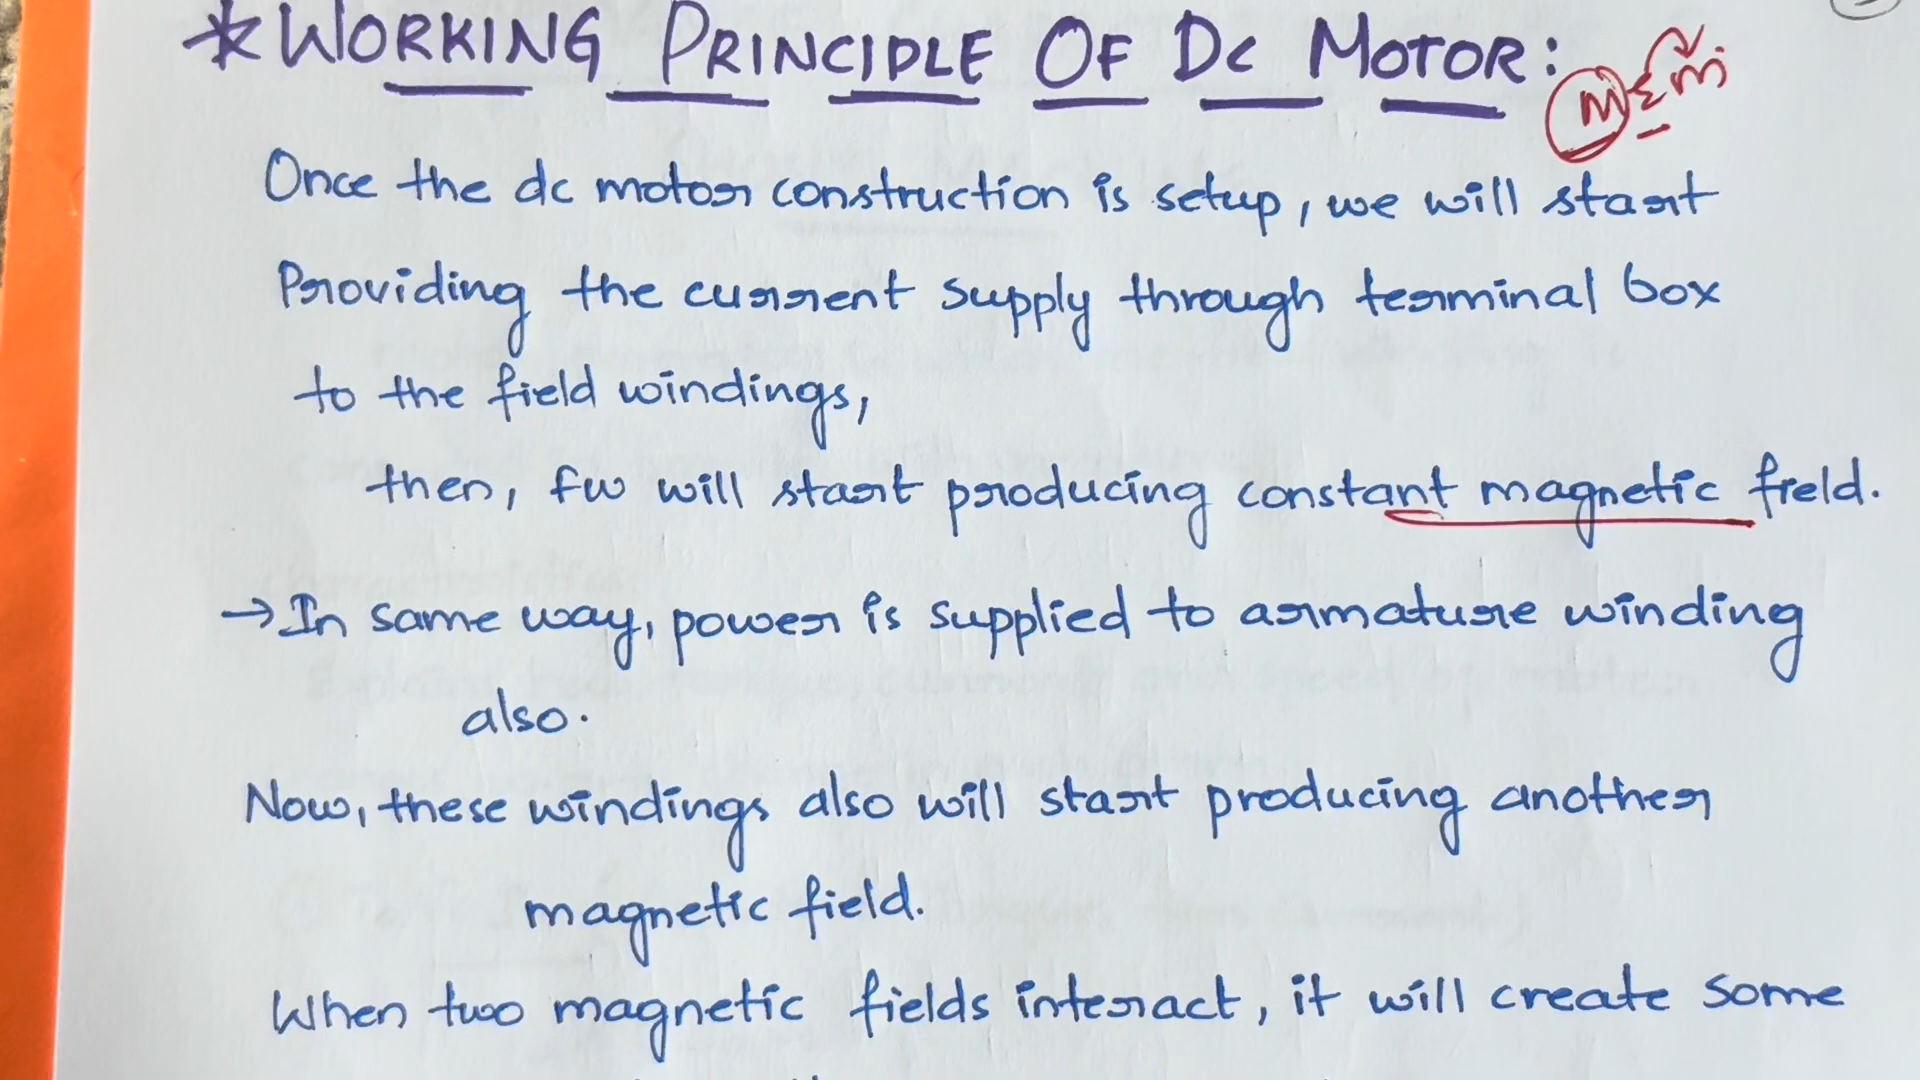 *WORKING PRINCIPLE OF DC MOTOR:
Once the dc motor construction is setup, we will start
Providing the current supply through terminal box
to the field windings,
then, fw will start producing constant magnetic field.
→ In same way, power is supplied to armature winding
also.
Now, these windings also will start producing another
magnetic field.
When two magnetic fields interact, it will create some